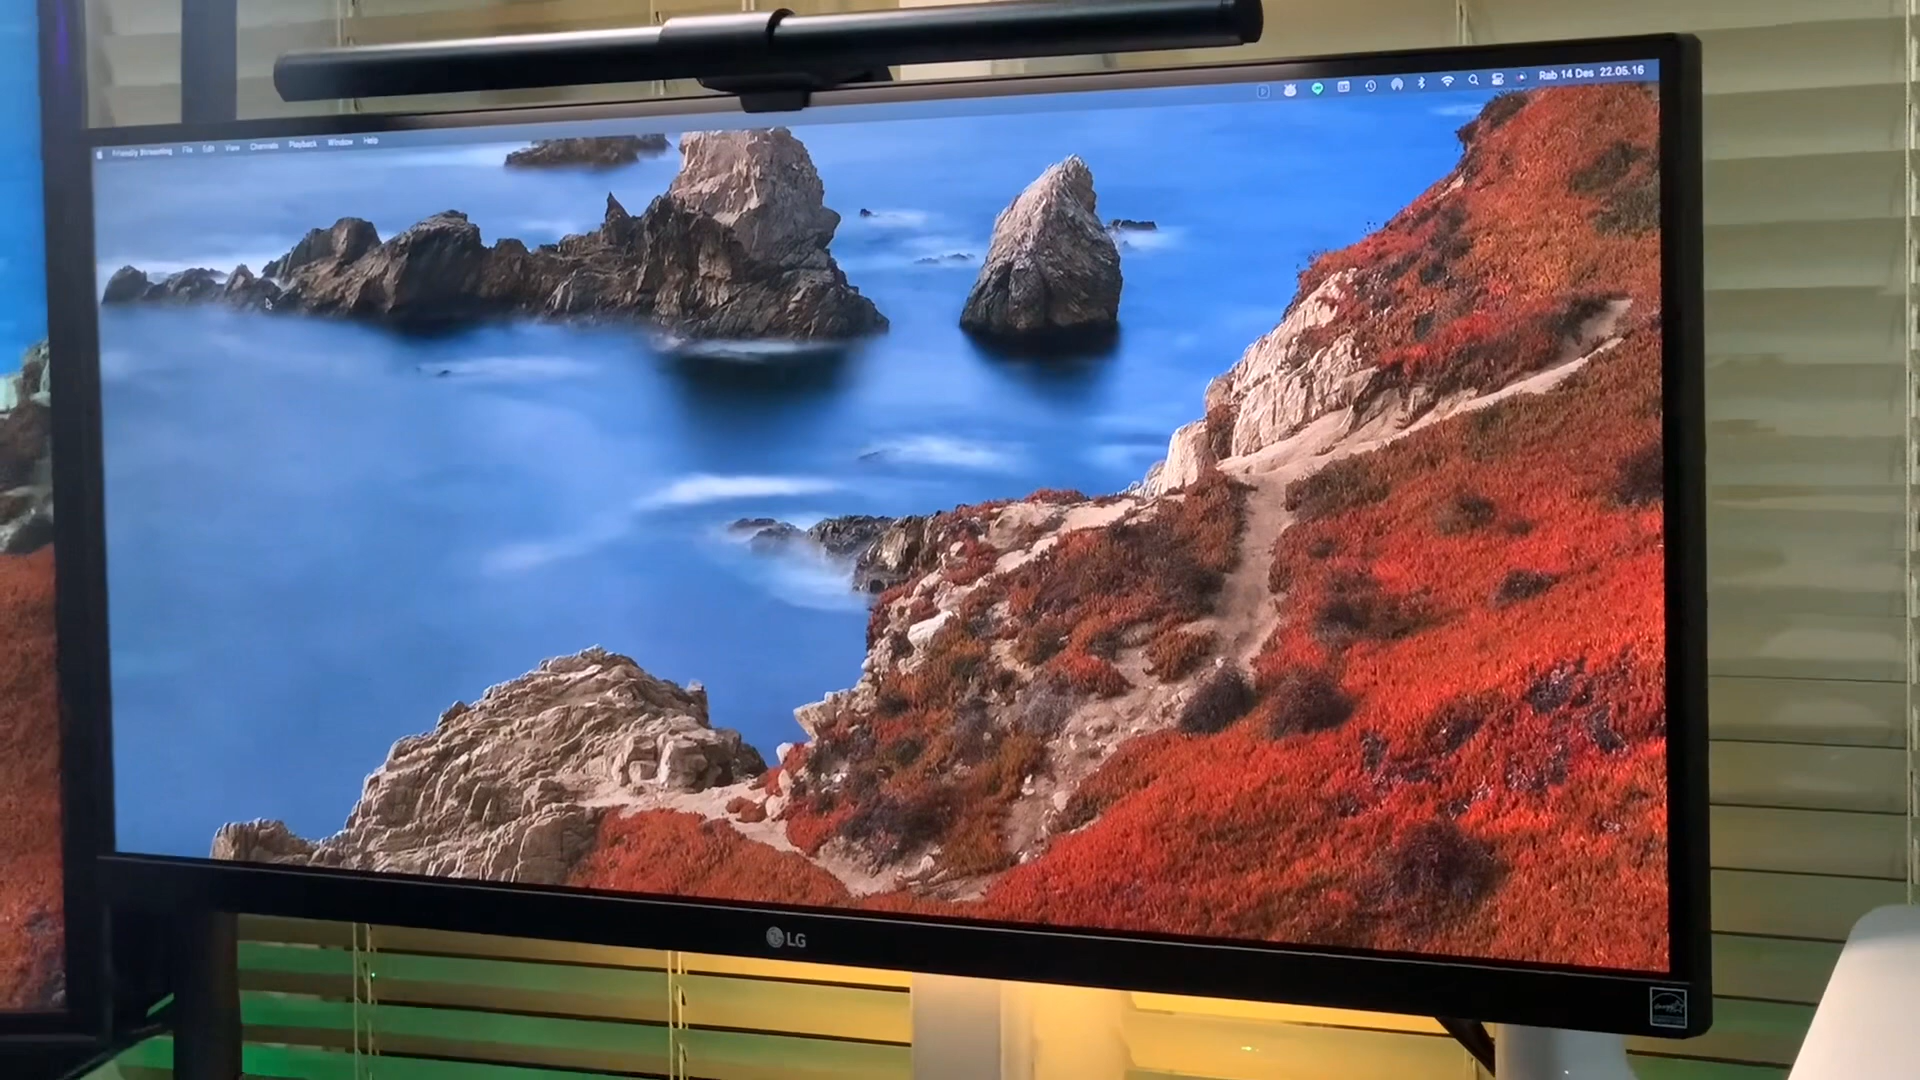 Friendly Streaming File Edit View Channels Playback Window Help
Rab 14 Des 22.05.16
LG